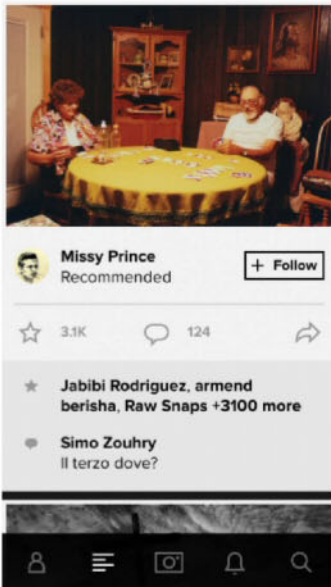 Missy Prince
Recommended
+ Follow
3.1K
124
Jabibi Rodriguez, armend
berisha, Raw Snaps +3100 more
Simo Zouhry
Il terzo dove?